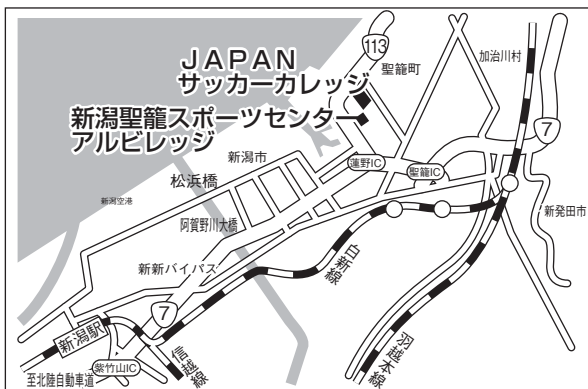 JAPAN
サッカーカレッジ
新潟聖籠スポーツセンター
アルビレッジ
113
聖籠町
加治川村
7
新潟市
松浜橋
蓮野IC
聖籠IC
新潟空港
阿賀野川大橋
新発田市
新新バイパス
白新線
7
新潟駅
紫竹山IC
信越線
羽越本線
至北陸自動車道